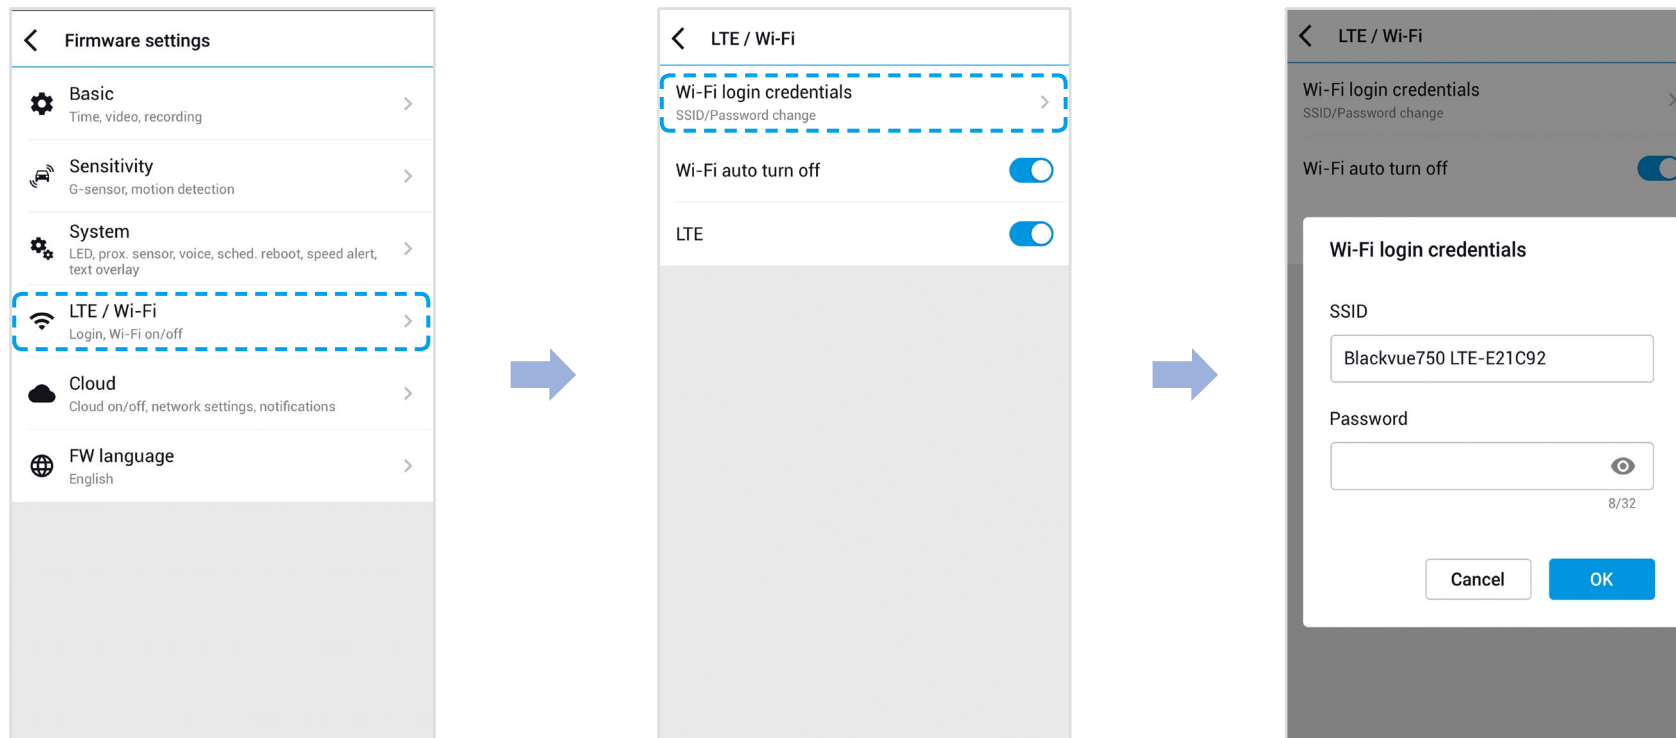 Firmware settings
Basic
Time, video, recording
Sensitivity
G-sensor, motion detection
System
LED, prox. sensor, voice, sched. reboot, speed alert,
text overlay
LTE / Wi-Fi
Login, Wi-Fi on/off
Cloud
Cloud on/off, network settings, notifications
FW language
English
LTE / Wi-Fi
Wi-Fi login credentials
SSID/Password change
Wi-Fi auto turn off
LTE
LTE / Wi-Fi
Wi-Fi login credentials
SSID/Password change
Wi-Fi auto turn off
Wi-Fi login credentials
SSID
Blackvue750 LTE-E21C92
Password
8/32
Cancel
OK